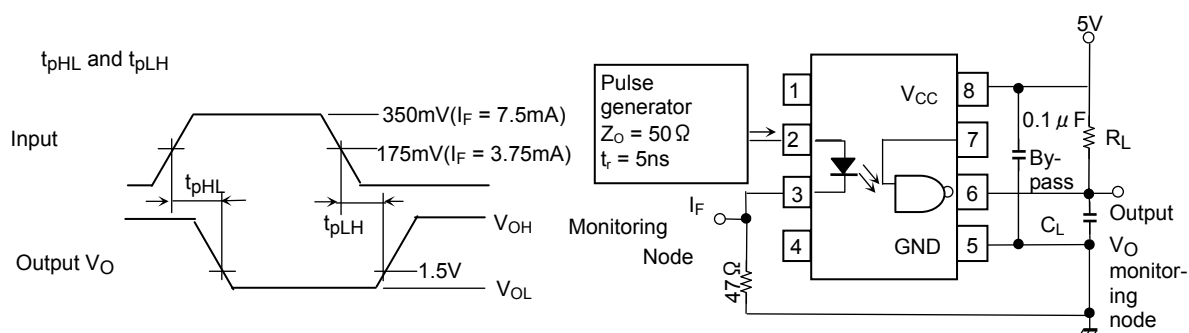 tpHL and tpLH
Input
350mV(IF = 7.5mA)
175mV(IF = 3.75mA)
tpHL
tpLH
VOH
Output VO
1.5V
VOL
Pulse
generator
ZO = 50 Ω
tr = 5ns
IF
Monitoring
Node
47Ω
1
2
3
4
VCC
GND
8
7
6
5
5V
0.1 μ F
By-
pass
RL
CL
Output
VO
monitor-
ing
node